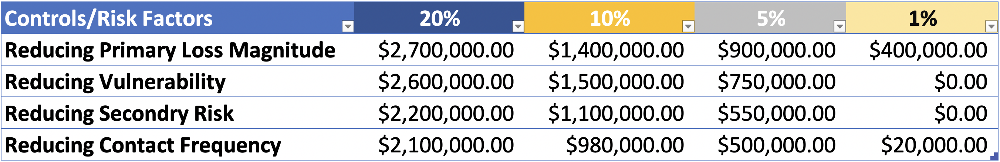 Controls/Risk Factors 20% 10% 5% 1%
Reducing Primary Loss Magnitude $2,700,000.00 $1,400,000.00 $900,000.00 $400,000.00
Reducing Vulnerability $2,600,000.00 $1,500,000.00 $750,000.00 $0.00
Reducing Secondry Risk $2,200,000.00 $1,100,000.00 $550,000.00 $0.00
Reducing Contact Frequency $2,100,000.00 $980,000.00 $500,000.00 $20,000.00